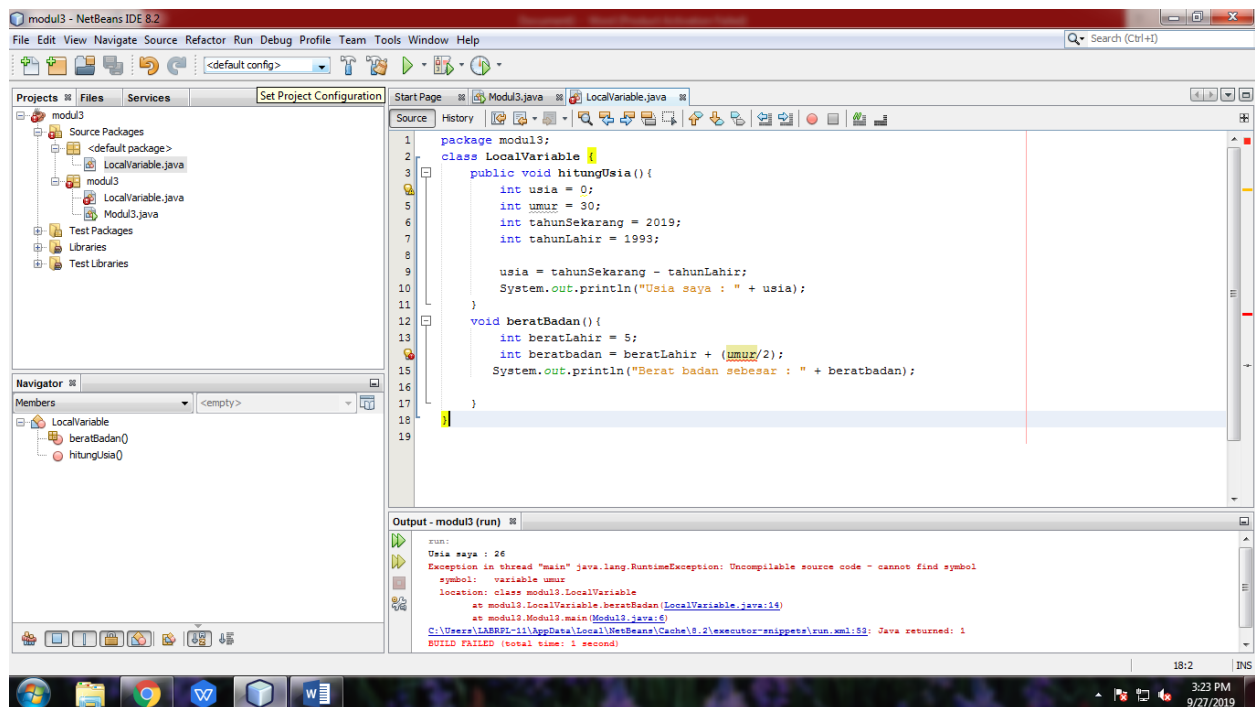 modul3 - NetBeans IDE 8.2
File Edit View Navigate Source Refactor Run Debug Profile Team Tools Window Help
Search (Ctrl+I)
<default config>
Projects Files Services
Set Project Configuration
Start Page Modul3.java LocalVariable.java
Source History
modul3
Source Packages
<default package>
LocalVariable.java
modul3
LocalVariable.java
Modul3.java
Test Packages
Libraries
Test Libraries
1 package modul3;
2 class LocalVariable {
3 public void hitungUsia(){
int usia = 0;
5 int umur = 30;
6 int tahunSekarang = 2019;
7 int tahunLahir = 1993;
8
9 usia = tahunSekarang - tahunLahir;
10 System.out.println("Usia saya : " + usia);
11 }
12 void beratBadan(){
13 int beratLahir = 5;
int beratbadan = beratLahir + (umur/2);
15 System.out.println("Berat badan sebesar : " + beratbadan);
16
17 }
18 }
19
Navigator
Members <empty>
LocalVariable
beratBadan()
hitungUsia()
Output - modul3 (run)
run:
Usia saya : 26
Exception in thread "main" java.lang.RuntimeException: Uncompilable source code - cannot find symbol
symbol: variable umur
location: class modul3.LocalVariable
at modul3.LocalVariable.beratBadan(LocalVariable.java:14)
at modul3.Modul3.main(Modul3.java:6)
C:\Users\LABRPL-11\AppData\Local\NetBeans\Cache\8.2\executor-snippets\run.xml:53: Java returned: 1
BUILD FAILED (total time: 1 second)
18:2 INS
3:23 PM
9/27/2019